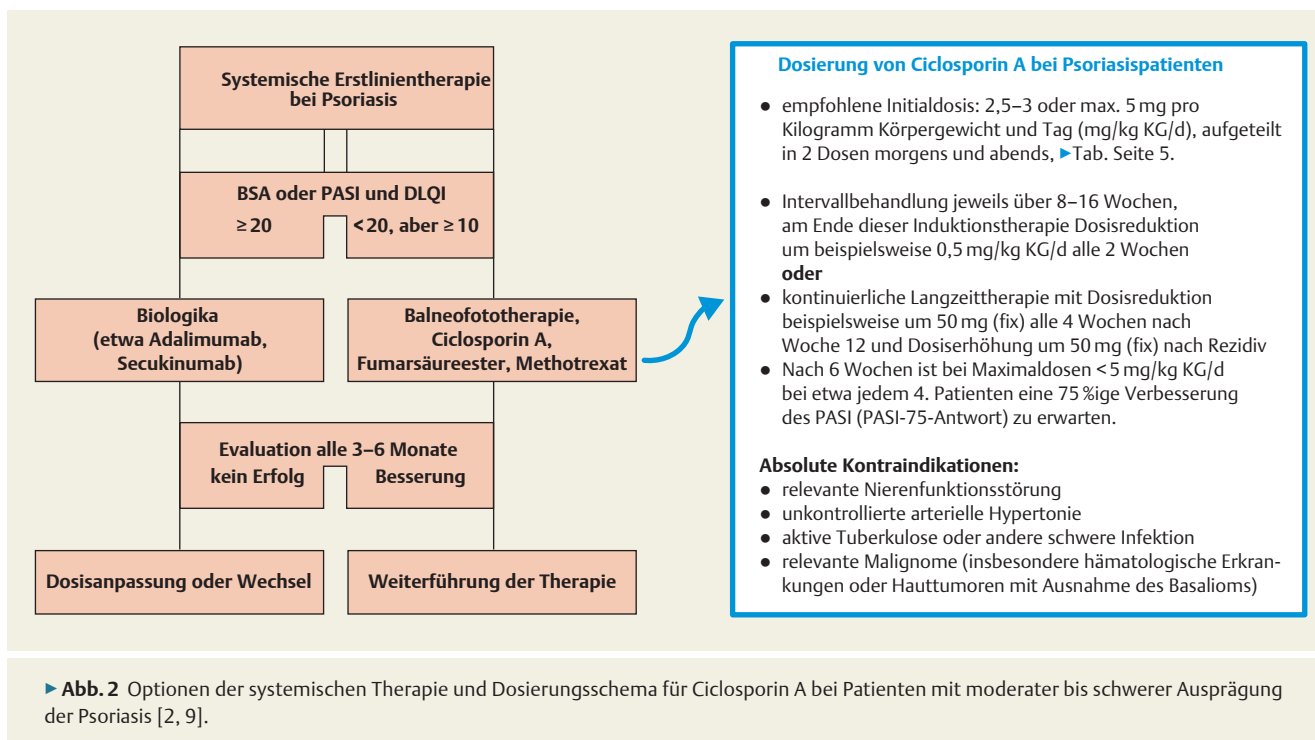 Systemische Erstlinientherapie
bei Psoriasis
BSA oder PASI und DLQI
≥ 20
< 20, aber ≥ 10
Biologika
(etwa Adalimumab,
Secukinumab)
Balneofototherapie,
Ciclosporin A,
Fumarsäureester, Methotrexat
Evaluation alle 3–6 Monate
kein Erfolg
Besserung
Dosisanpassung oder Wechsel
Weiterführung der Therapie
Dosierung von Ciclosporin A bei Psoriasispatienten
● empfohlene Initialdosis: 2,5–3 oder max. 5 mg pro
Kilogramm Körpergewicht und Tag (mg/kg KG/d), aufgeteilt
in 2 Dosen morgens und abends, ►Tab. Seite 5.
● Intervallbehandlung jeweils über 8–16 Wochen,
am Ende dieser Induktionstherapie Dosisreduktion
um beispielsweise 0,5 mg/kg KG/d alle 2 Wochen
oder
● kontinuierliche Langzeittherapie mit Dosisreduktion
beispielsweise um 50 mg (fix) alle 4 Wochen nach
Woche 12 und Dosiserhöhung um 50 mg (fix) nach Rezidiv
● Nach 6 Wochen ist bei Maximaldosen < 5 mg/kg KG/d
bei etwa jedem 4. Patienten eine 75 %ige Verbesserung
des PASI (PASI-75-Antwort) zu erwarten.
Absolute Kontraindikationen:
● relevante Nierenfunktionsstörung
● unkontrollierte arterielle Hypertonie
● aktive Tuberkulose oder andere schwere Infektion
● relevante Malignome (insbesondere hämatologische Erkran-
kungen oder Hauttumoren mit Ausnahme des Basalioms)
► Abb. 2 Optionen der systemischen Therapie und Dosierungsschema für Ciclosporin A bei Patienten mit moderater bis schwerer Ausprägung
der Psoriasis [2, 9].